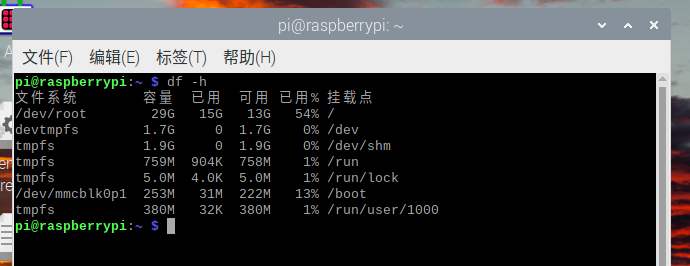 pi@raspberrypi: ~
文件(F) 编辑(E) 标签(T) 帮助(H)
pi@raspberrypi:~ $ df -h
文件系统 容量 已用 可用 已用% 挂载点
/dev/root 29G 15G 13G 54% /
devtmpfs 1.7G 0 1.7G 0% /dev
tmpfs 1.9G 0 1.9G 0% /dev/shm
tmpfs 759M 904K 758M 1% /run
tmpfs 5.0M 4.0K 5.0M 1% /run/lock
/dev/mmcblk0p1 253M 31M 222M 13% /boot
tmpfs 380M 32K 380M 1% /run/user/1000
pi@raspberrypi:~ $